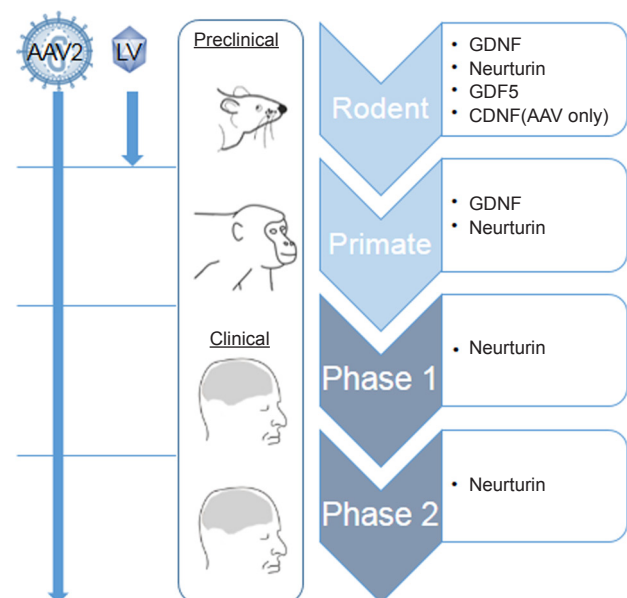 AAV2
LV
Preclinical
Clinical
Rodent
• GDNF
• Neurturin
• GDF5
• CDNF(AAV only)
Primate
• GDNF
• Neurturin
Phase 1
• Neurturin
Phase 2
• Neurturin